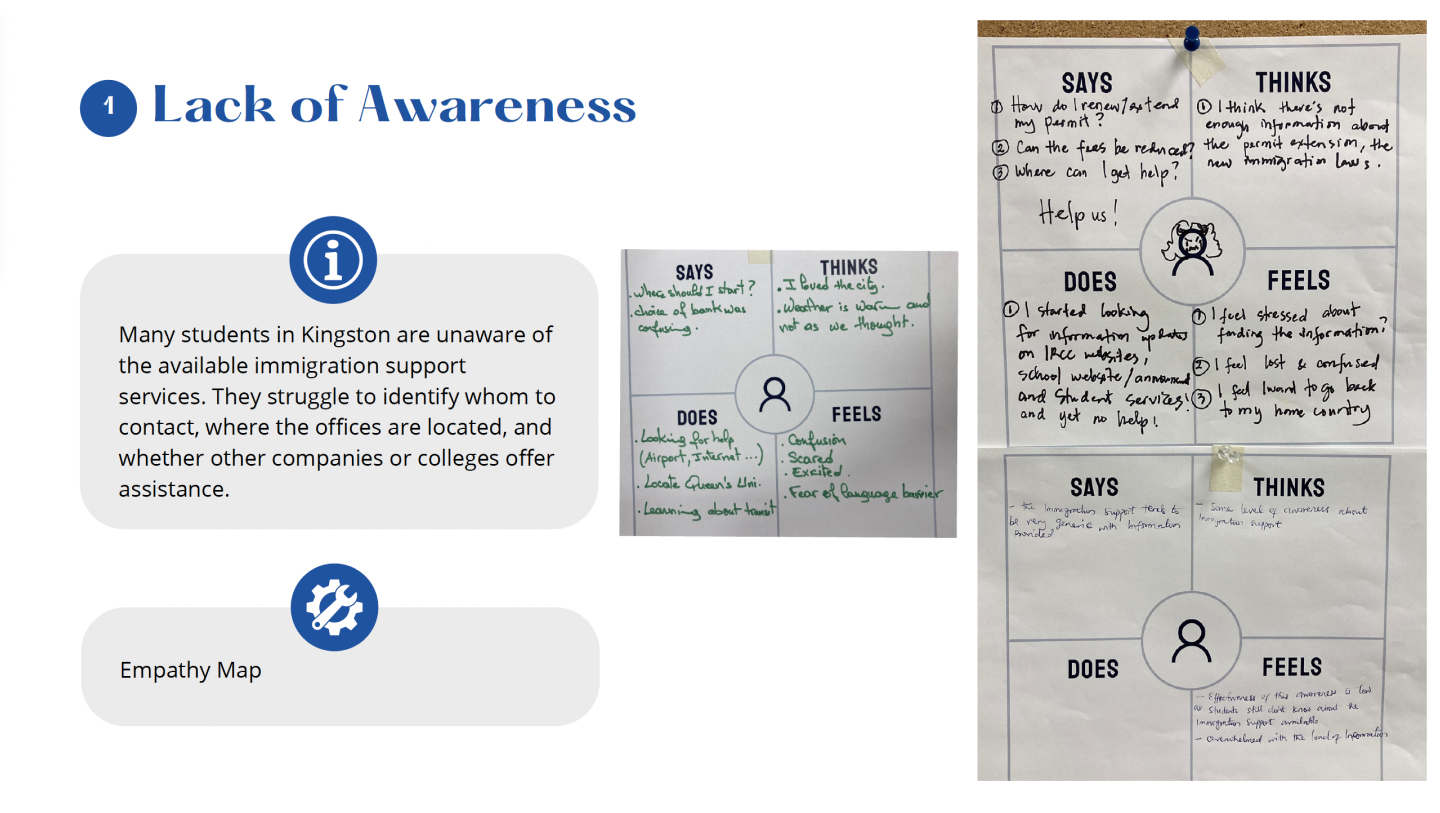 1 Lack of Awareness
Many students in Kingston are unaware of
the available immigration support
services. They struggle to identify whom to
contact, where the offices are located, and
whether other companies or colleges offer
assistance.
Empathy Map
SAYS
. where should I start?
. choice of bank was
confusing.
THINKS
. I loved the city.
. Weather is warm and
not as we thought.
DOES
. Looking for help
(Airport, Internet ...)
. Locate Queen's Uni.
. Learning about transit
FEELS
. Confusion
. Scared
. Excited.
. Fear of language barrier
SAYS
① How do I renew/extend
my permit?
② Can the fees be reduced?
③ Where can I get help?
Help us!
THINKS
① I think there's not
enough information about
the permit extension, the
new immigration laws.
DOES
① I started looking
for information updates
on IRCC websites,
school website/
and student services!
and yet no help!
FEELS
① I feel stressed about
finding the information?
② I feel lost & confused
③ I feel I want to go back
to my home country
SAYS
- the Immigration Support tend to
be very generic with Information
Provided
THINKS
- Some level of awareness about
Immigration Support
DOES
FEELS
- Effectiveness of this awareness is low
as Students still don't know about the
Immigration Support available
- Overwhelmed with the load of Information